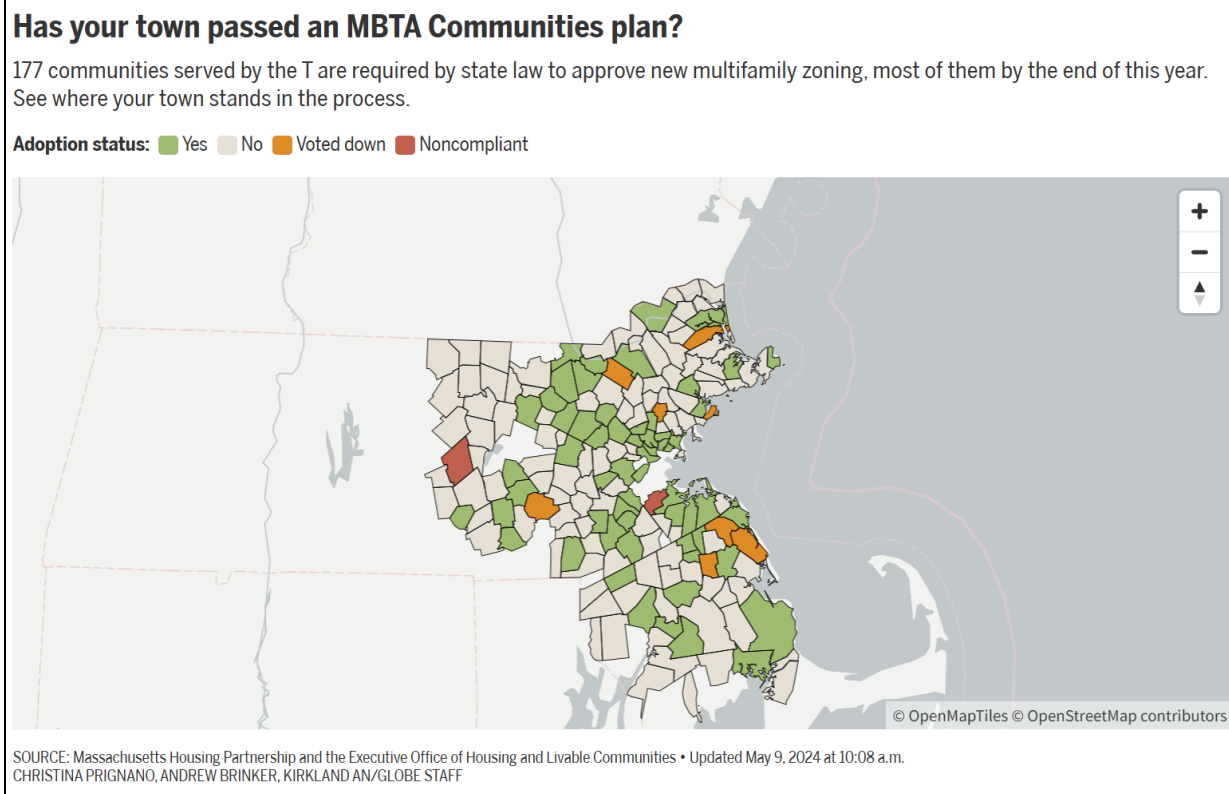 Has your town passed an MBTA Communities plan?
177 communities served by the T are required by state law to approve new multifamily zoning, most of them by the end of this year.
See where your town stands in the process.
Adoption status: Yes No Voted down Noncompliant
© OpenMapTiles © OpenStreetMap contributors
SOURCE: Massachusetts Housing Partnership and the Executive Office of Housing and Livable Communities • Updated May 9, 2024 at 10:08 a.m.
CHRISTINA PRIGNANO, ANDREW BRINKER, KIRKLAND AN/GLOBE STAFF